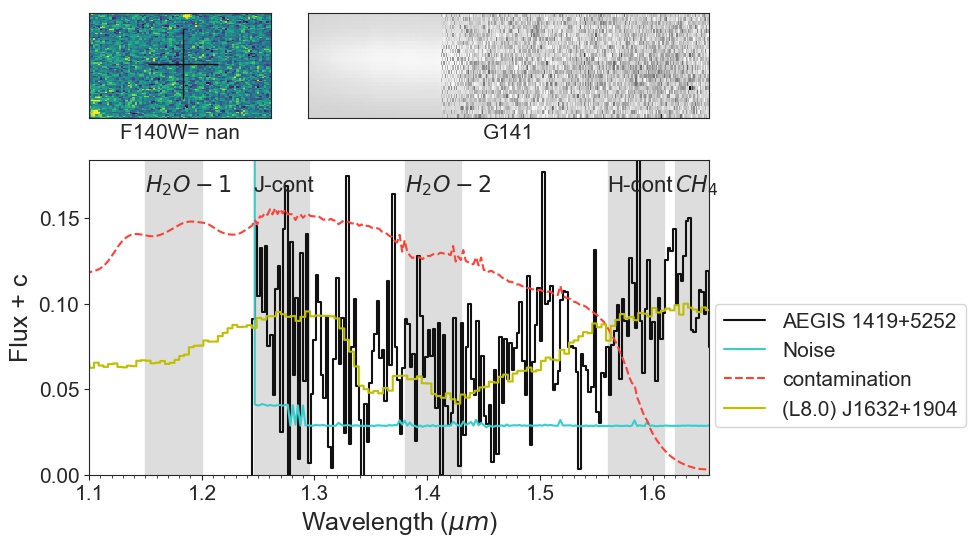 F140W= nan
G141
H₂O − 1
J-cont
H₂O − 2
H-cont
CH₄
0.15
0.10
0.05
0.00
Flux + c
1.1
1.2
1.3
1.4
1.5
1.6
Wavelength (μm)
AEGIS 1419+5252
Noise
contamination
(L8.0) J1632+1904